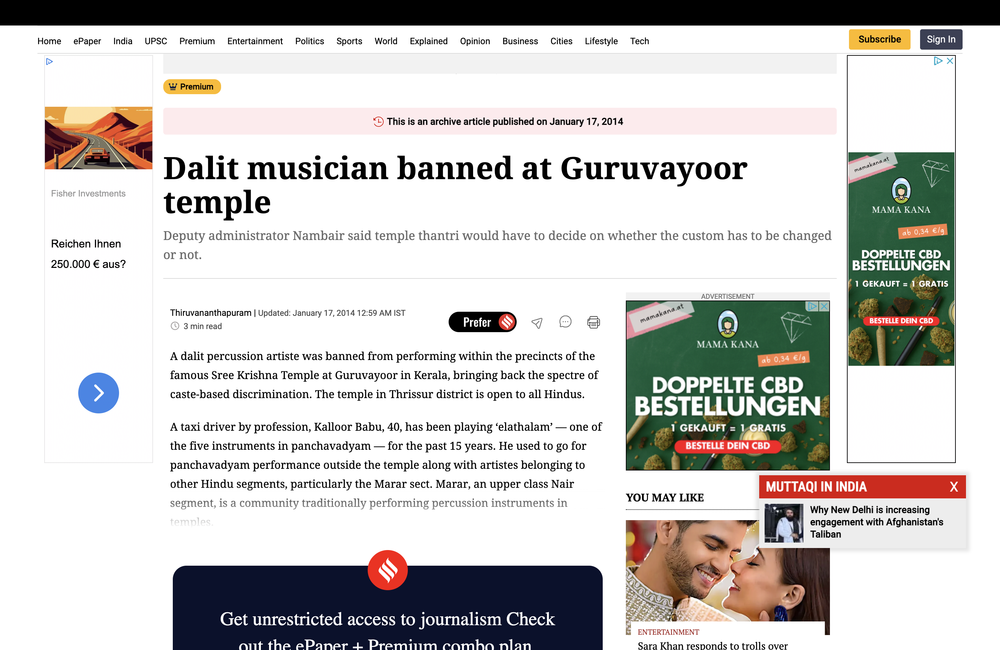 Home ePaper India UPSC Premium Entertainment Politics Sports World Explained Opinion Business Cities Lifestyle Tech
Subscribe
Sign In
Premium
This is an archive article published on January 17, 2014
Dalit musician banned at Guruvayoor
temple
Deputy administrator Nambair said temple thantri would have to decide on whether the custom has to be changed
or not.
Fisher Investments
Reichen Ihnen
250.000 € aus?
Thiruvananthapuram | Updated: January 17, 2014 12:59 AM IST
3 min read
Prefer
A dalit percussion artiste was banned from performing within the precincts of the
famous Sree Krishna Temple at Guruvayoor in Kerala, bringing back the spectre of
caste-based discrimination. The temple in Thrissur district is open to all Hindus.
A taxi driver by profession, Kalloor Babu, 40, has been playing ‘elathalam’ — one of
the five instruments in panchavadyam — for the past 15 years. He used to go for
panchavadyam performance outside the temple along with artistes belonging to
other Hindu segments, particularly the Marar sect. Marar, an upper class Nair
segment, is a community traditionally performing percussion instruments in
temples.
Get unrestricted access to journalism Check
out the ePaper + Premium combo plan
ADVERTISEMENT
mamakana.at
MAMA KANA
ab 0,34 €/g
DOPPELTE CBD
BESTELLUNGEN
1 GEKAUFT = 1 GRATIS
BESTELLE DEIN CBD
YOU MAY LIKE
ENTERTAINMENT
Sara Khan responds to trolls over
mamakana.at
MAMA KANA
ab 0,34 €/g
DOPPELTE CBD
BESTELLUNGEN
1 GEKAUFT = 1 GRATIS
BESTELLE DEIN CBD
MUTTAQI IN INDIA X
Why New Delhi is increasing
engagement with Afghanistan's
Taliban